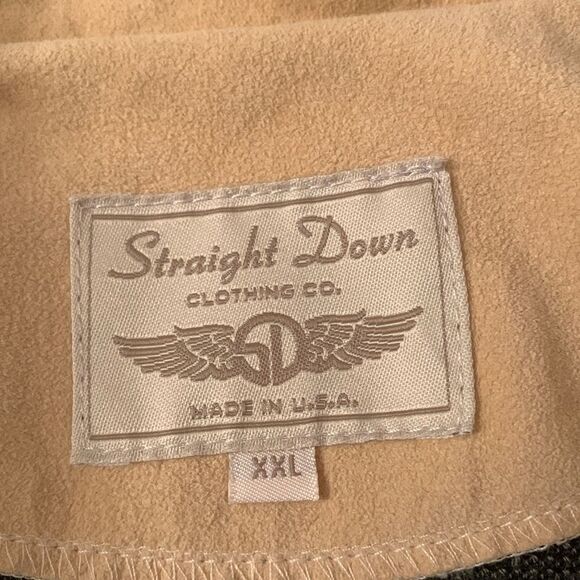 Straight Down
CLOTHING CO.
SD
MADE IN U.S.A.
XXL